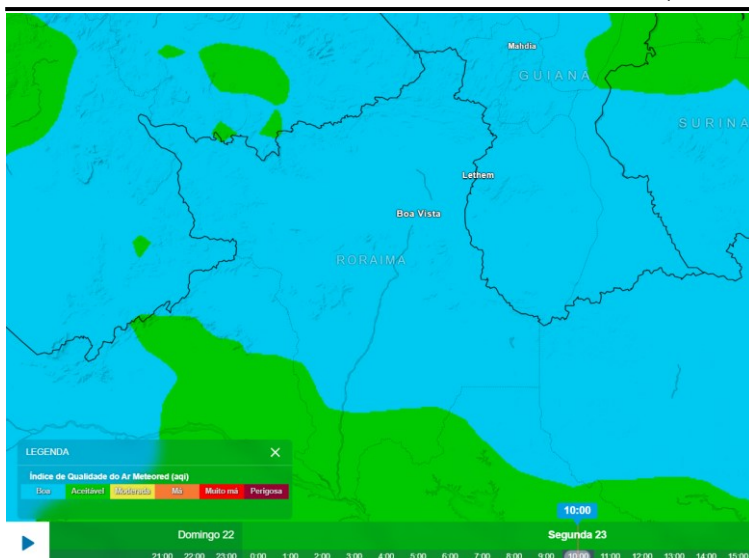 Mahdia
GUIANA
SURINA
Lethem
Boa Vista
RORAIMA
LEGENDA
Índice de Qualidade do Ar Meteored (aqi)
Boa Aceitável Moderada Má Muito má Perigosa
10:00
Domingo 22 Segunda 23
21:00 22:00 23:00 0:00 1:00 2:00 3:00 4:00 5:00 6:00 7:00 8:00 9:00 10:00 11:00 12:00 13:00 14:00 15:00